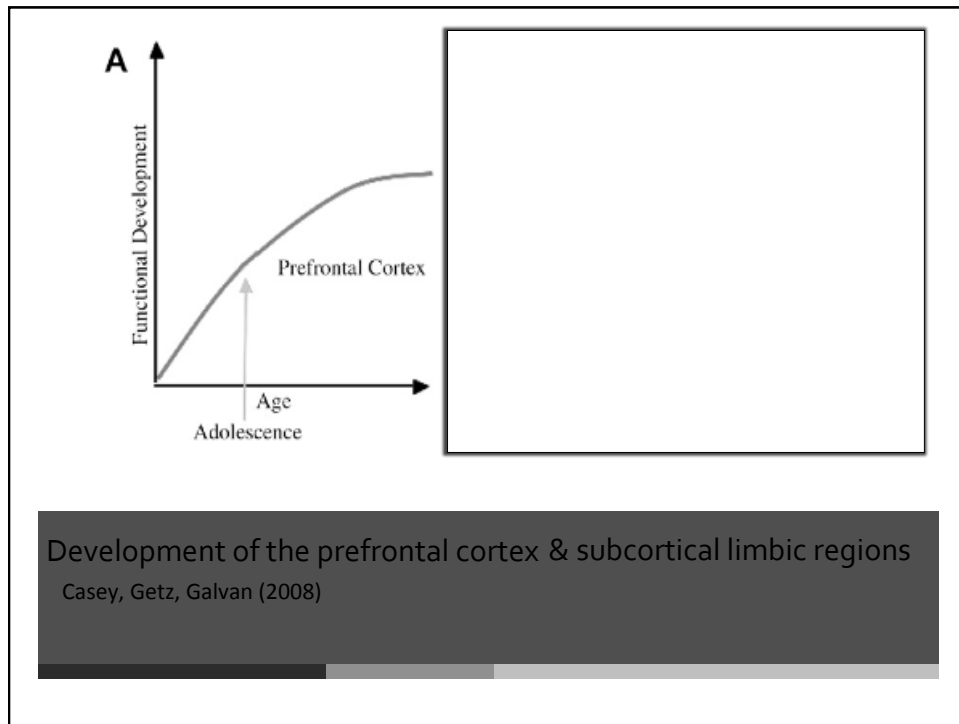 A
Functional Development
Prefrontal Cortex
Age
Adolescence
Development of the prefrontal cortex & subcortical limbic regions
Casey, Getz, Galvan (2008)